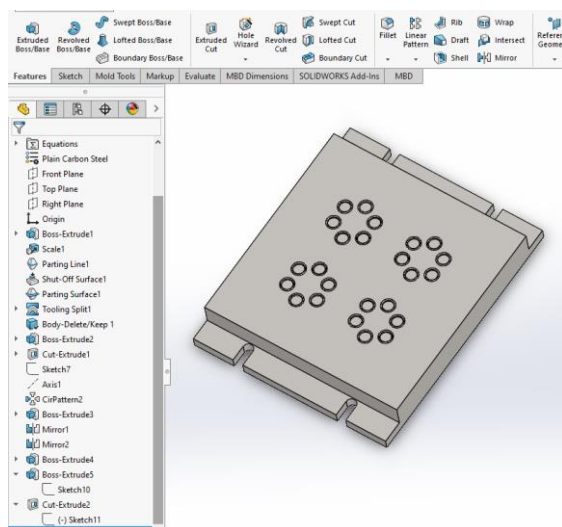 Extruded Boss/Base
Revolved Boss/Base
Swept Boss/Base
Lofted Boss/Base
Boundary Boss/Base
Extruded Cut
Hole Wizard
Revolved Cut
Swept Cut
Lofted Cut
Boundary Cut
Fillet
Linear Pattern
Rib
Draft
Shell
Wrap
Intersect
Mirror
Features Sketch Mold Tools Markup Evaluate MBD Dimensions SOLIDWORKS Add-Ins MBD
Equations
Plain Carbon Steel
Front Plane
Top Plane
Right Plane
Origin
Boss-Extrude1
Scale1
Parting Line1
Shut-Off Surface1
Parting Surface1
Tooling Split1
Body-Delete/Keep 1
Boss-Extrude2
Cut-Extrude1
Sketch7
Axis1
CirPattern2
Boss-Extrude3
Mirror1
Mirror2
Boss-Extrude4
Boss-Extrude5
Sketch10
Cut-Extrude2
(-) Sketch11